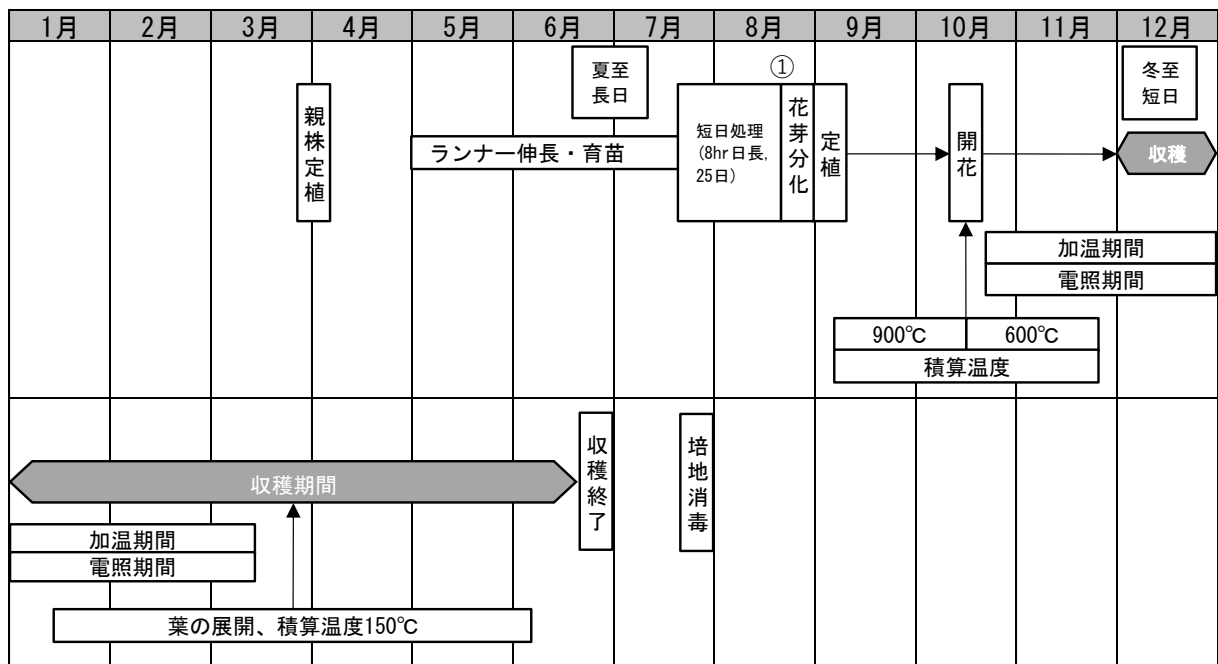 1月 2月 3月 4月 5月 6月 7月 8月 9月 10月 11月 12月
夏至
長日
①
冬至
短日
親株定植
ランナー伸長・育苗
短日処理
(8hr日長,
25日)
花芽分化
定植
開花
収穫
加温期間
電照期間
900℃ 600℃
積算温度
収穫期間
収穫終了
培地消毒
加温期間
電照期間
葉の展開、積算温度150℃